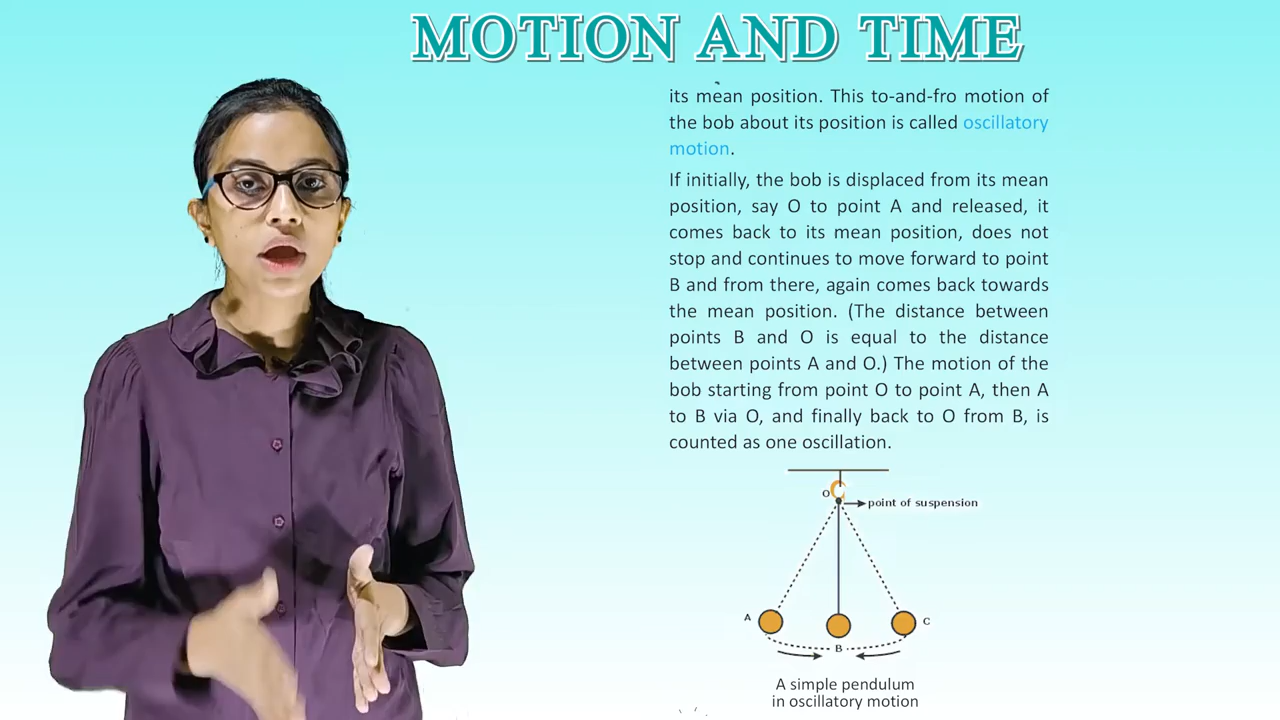 MOTION AND TIME
its mean position. This to-and-fro motion of
the bob about its position is called oscillatory
motion.
If initially, the bob is displaced from its mean
position, say O to point A and released, it
comes back to its mean position, does not
stop and continues to move forward to point
B and from there, again comes back towards
the mean position. (The distance between
points B and O is equal to the distance
between points A and O.) The motion of the
bob starting from point O to point A, then A
to B via O, and finally back to O from B, is
counted as one oscillation.
O
point of suspension
A
C
B
A simple pendulum
in oscillatory motion